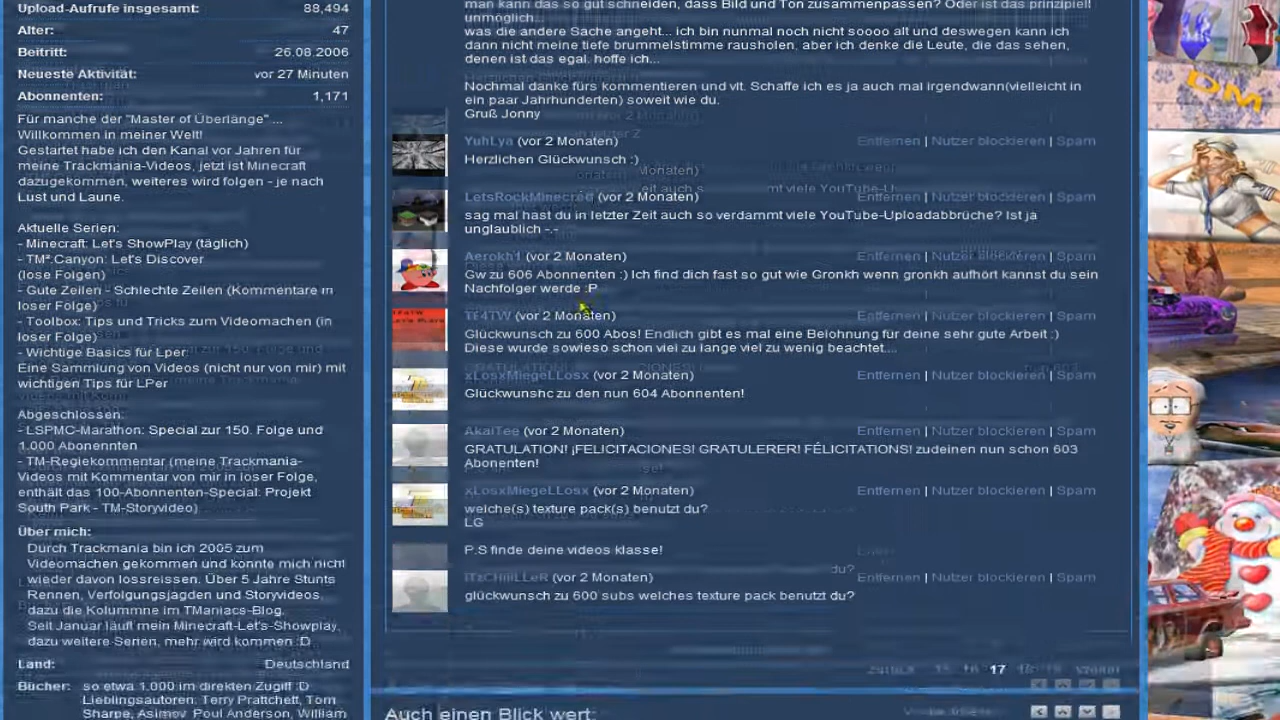 Upload-Aufrufe insgesamt: 88,494
Alter: 47
Beitritt: 26.08.2006
Neueste Aktivität: vor 27 Minuten
Abonnenten: 1,171
Für manche der "Master of Überlänge" ...
Willkommen in meiner Welt!
Gestartet habe ich den Kanal vor Jahren für
meine Trackmania-Videos, jetzt ist Minecraft
dazugekommen, weiteres wird folgen - je nach
Lust und Laune.
Aktuelle Serien:
- Minecraft: Let's ShowPlay (täglich)
- TM²:Canyon: Let's Discover
(lose Folgen)
- Gute Zeilen - Schlechte Zeilen (Kommentare in
loser Folge)
- Toolbox: Tips und Tricks zum Videomachen (in
loser Folge)
- Wichtige Basics für LPer:
Eine Sammlung von Videos (nicht nur von mir) mit
wichtigen Tips für LPer
Abgeschlossen:
- LSPMC-Marathon: Special zur 150. Folge und
1.000 Abonennten
- TM-Regiekommentar (meine Trackmania-
Videos mit Kommentar von mir in loser Folge,
enthält das 100-Abonnenten-Special: Projekt
South Park - TM-Storyvideo)
Über mich:
Durch Trackmania bin ich 2005 zum
Videomachen gekommen und konnte mich nicht
wieder davon lossreissen. Über 5 Jahre Stunts,
Rennen, Verfolgungsjagden und Storyvideos,
dazu die Kolummne im TManiacs-Blog.
Seit Januar läuft mein Minecraft-Let's-Showplay,
dazu weitere Serien, mehr wird kommen :D
Land: Deutschland
Bücher: so etwa 1.000 im direkten Zugiff :D
Lieblingsautoren: Terry Prattchett, Tom
Sharpe, Asimov, Poul Anderson, William
man kann das so gut schneiden, dass Bild und Ton zusammenpassen? Oder ist das prinzipiell
unmöglich...
was die andere Sache angeht... ich bin nunmal noch nicht soooo alt und deswegen kann ich
dann nicht meine tiefe brummelstimme rausholen, aber ich denke die Leute, die das sehen,
denen ist das egal. hoffe ich...
Nochmal danke fürs kommentieren und vlt. Schaffe ich es ja auch mal irgendwann(vielleicht in
ein paar Jahrhunderten) soweit wie du.
Gruß Jonny
YuhLya (vor 2 Monaten) Entfernen | Nutzer blockieren | Spam
Herzlichen Glückwunsch :)
LetsRockMinecraft (vor 2 Monaten) Entfernen | Nutzer blockieren | Spam
sag mal hast du in letzter Zeit auch so verdammt viele YouTube-Uploadabbrüche? Ist ja
unglaublich -.-
Aerokh1 (vor 2 Monaten) Entfernen | Nutzer blockieren | Spam
Gw zu 606 Abonnenten :) Ich find dich fast so gut wie Gronkh wenn gronkh aufhört kannst du sein
Nachfolger werde :P
Tf4TW (vor 2 Monaten) Entfernen | Nutzer blockieren | Spam
Glückwunsch zu 600 Abos! Endlich gibt es mal eine Belohnung für deine sehr gute Arbeit :)
Diese wurde sowieso schon viel zu lange viel zu wenig beachtet....
xLosxMiegeLLosx (vor 2 Monaten) Entfernen | Nutzer blockieren | Spam
Glückwunshc zu den nun 604 Abonnenten!
AkaiTee (vor 2 Monaten) Entfernen | Nutzer blockieren | Spam
GRATULATION! ¡FELICITACIONES! GRATULERER! FÉLICITATIONS! zudeinen nun schon 603
Abonenten!
xLosxMiegeLLosx (vor 2 Monaten) Entfernen | Nutzer blockieren | Spam
welche(s) texture pack(s) benutzt du?
LG
P.S finde deine videos klasse!
iTzCHiiiLLeR (vor 2 Monaten) Entfernen | Nutzer blockieren | Spam
glückwunsch zu 600 subs welches texture pack benutzt du?
17
Auch einen Blick wert:
DM